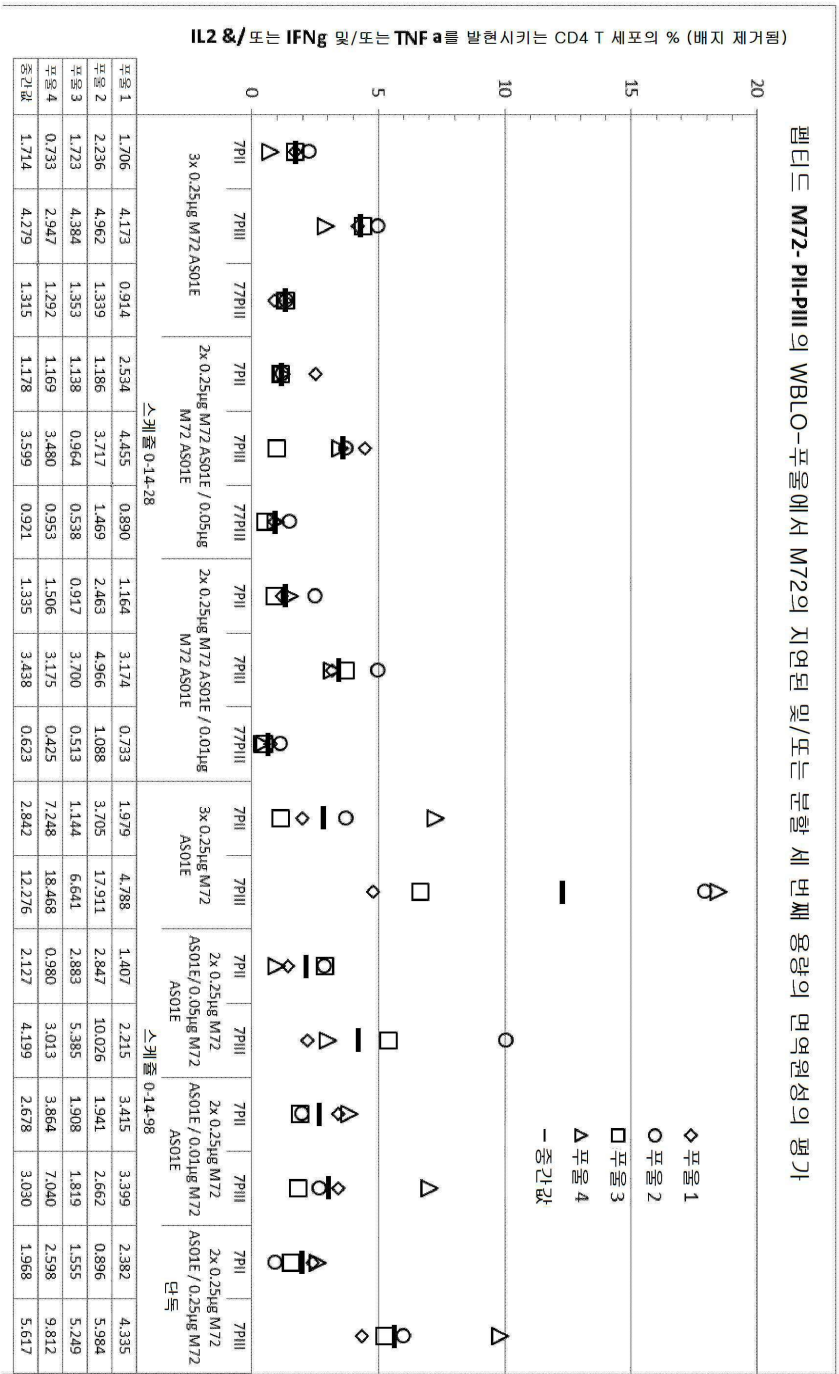 펩티드 M72- PII-PIII의 WBLO-푸울에서 M72의 지연된 및/또는 분할 세 번째 용량의 면역원성의 평가
IL2 &/또는 IFNg 및/또는 TNF a를 발현시키는 CD4 T 세포의 % (배지 제거됨)
20
15
10
5
0
푸울 1
푸울 2
푸울 3
푸울 4
중간값
7PII 7PIII 77PIII 7PII 7PIII 77PIII 7PII 7PIII 77PIII 7PII 7PIII 7PII 7PIII 7PII 7PIII 7PII 7PIII
3x 0.25µg M72 AS01E
2x 0.25µg M72 AS01E / 0.05µg
M72 AS01E
2x 0.25µg M72 AS01E / 0.01µg
M72 AS01E
3x 0.25µg M72
AS01E
2x 0.25µg M72
AS01E/ 0.05µg M72
AS01E
2x 0.25µg M72
AS01E / 0.01µg M72
AS01E
2x 0.25µg M72
AS01E / 0.25µg M72
단독
스케쥴 0-14-28
스케쥴 0-14-98
푸울 1 1.706 4.173 0.914 2.534 4.455 0.890 1.164 3.174 0.733 1.979 4.788 1.407 2.215 3.415 3.399 2.382 4.335
푸울 2 2.236 4.962 1.339 1.186 3.717 1.469 2.463 4.966 1.088 3.705 17.911 2.847 10.026 1.941 2.662 0.896 5.984
푸울 3 1.723 4.384 1.353 1.138 0.964 0.538 0.917 3.700 0.513 1.144 6.641 2.883 5.385 1.908 1.819 1.555 5.249
푸울 4 0.733 2.947 1.292 1.169 3.480 0.953 1.506 3.175 0.425 7.248 18.468 0.980 3.013 3.864 7.040 2.598 9.812
중간값 1.714 4.279 1.315 1.178 3.599 0.921 1.335 3.438 0.623 2.842 12.276 2.127 4.199 2.678 3.030 1.968 5.617